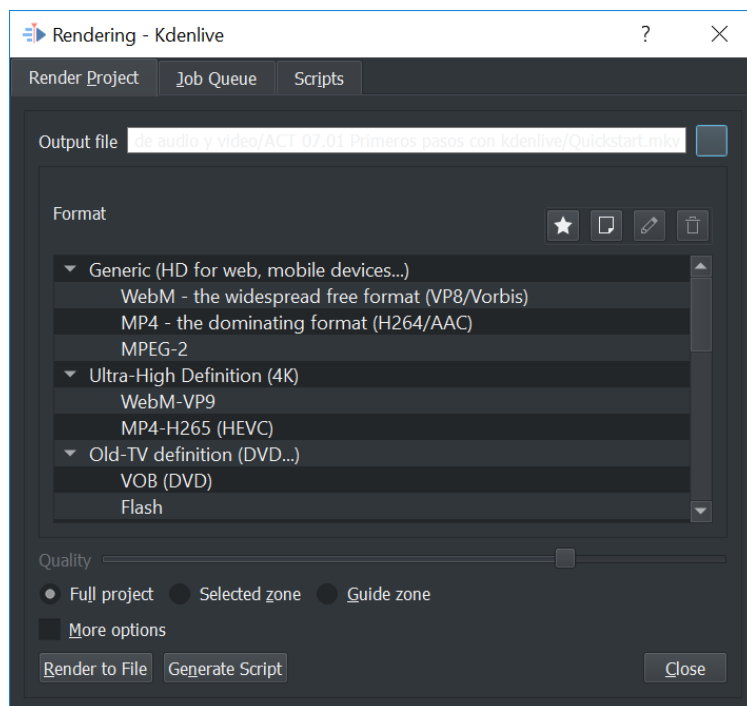 Rendering - Kdenlive ?
Render Project Job Queue Scripts
Output file de audio y video/ACT 07.01 Primeros pasos con kdenlive/Quickstart.mkv
Format
Generic (HD for web, mobile devices...)
WebM - the widespread free format (VP8/Vorbis)
MP4 - the dominating format (H264/AAC)
MPEG-2
Ultra-High Definition (4K)
WebM-VP9
MP4-H265 (HEVC)
Old-TV definition (DVD...)
VOB (DVD)
Flash
Quality
Full project Selected zone Guide zone
More options
Render to File Generate Script Close